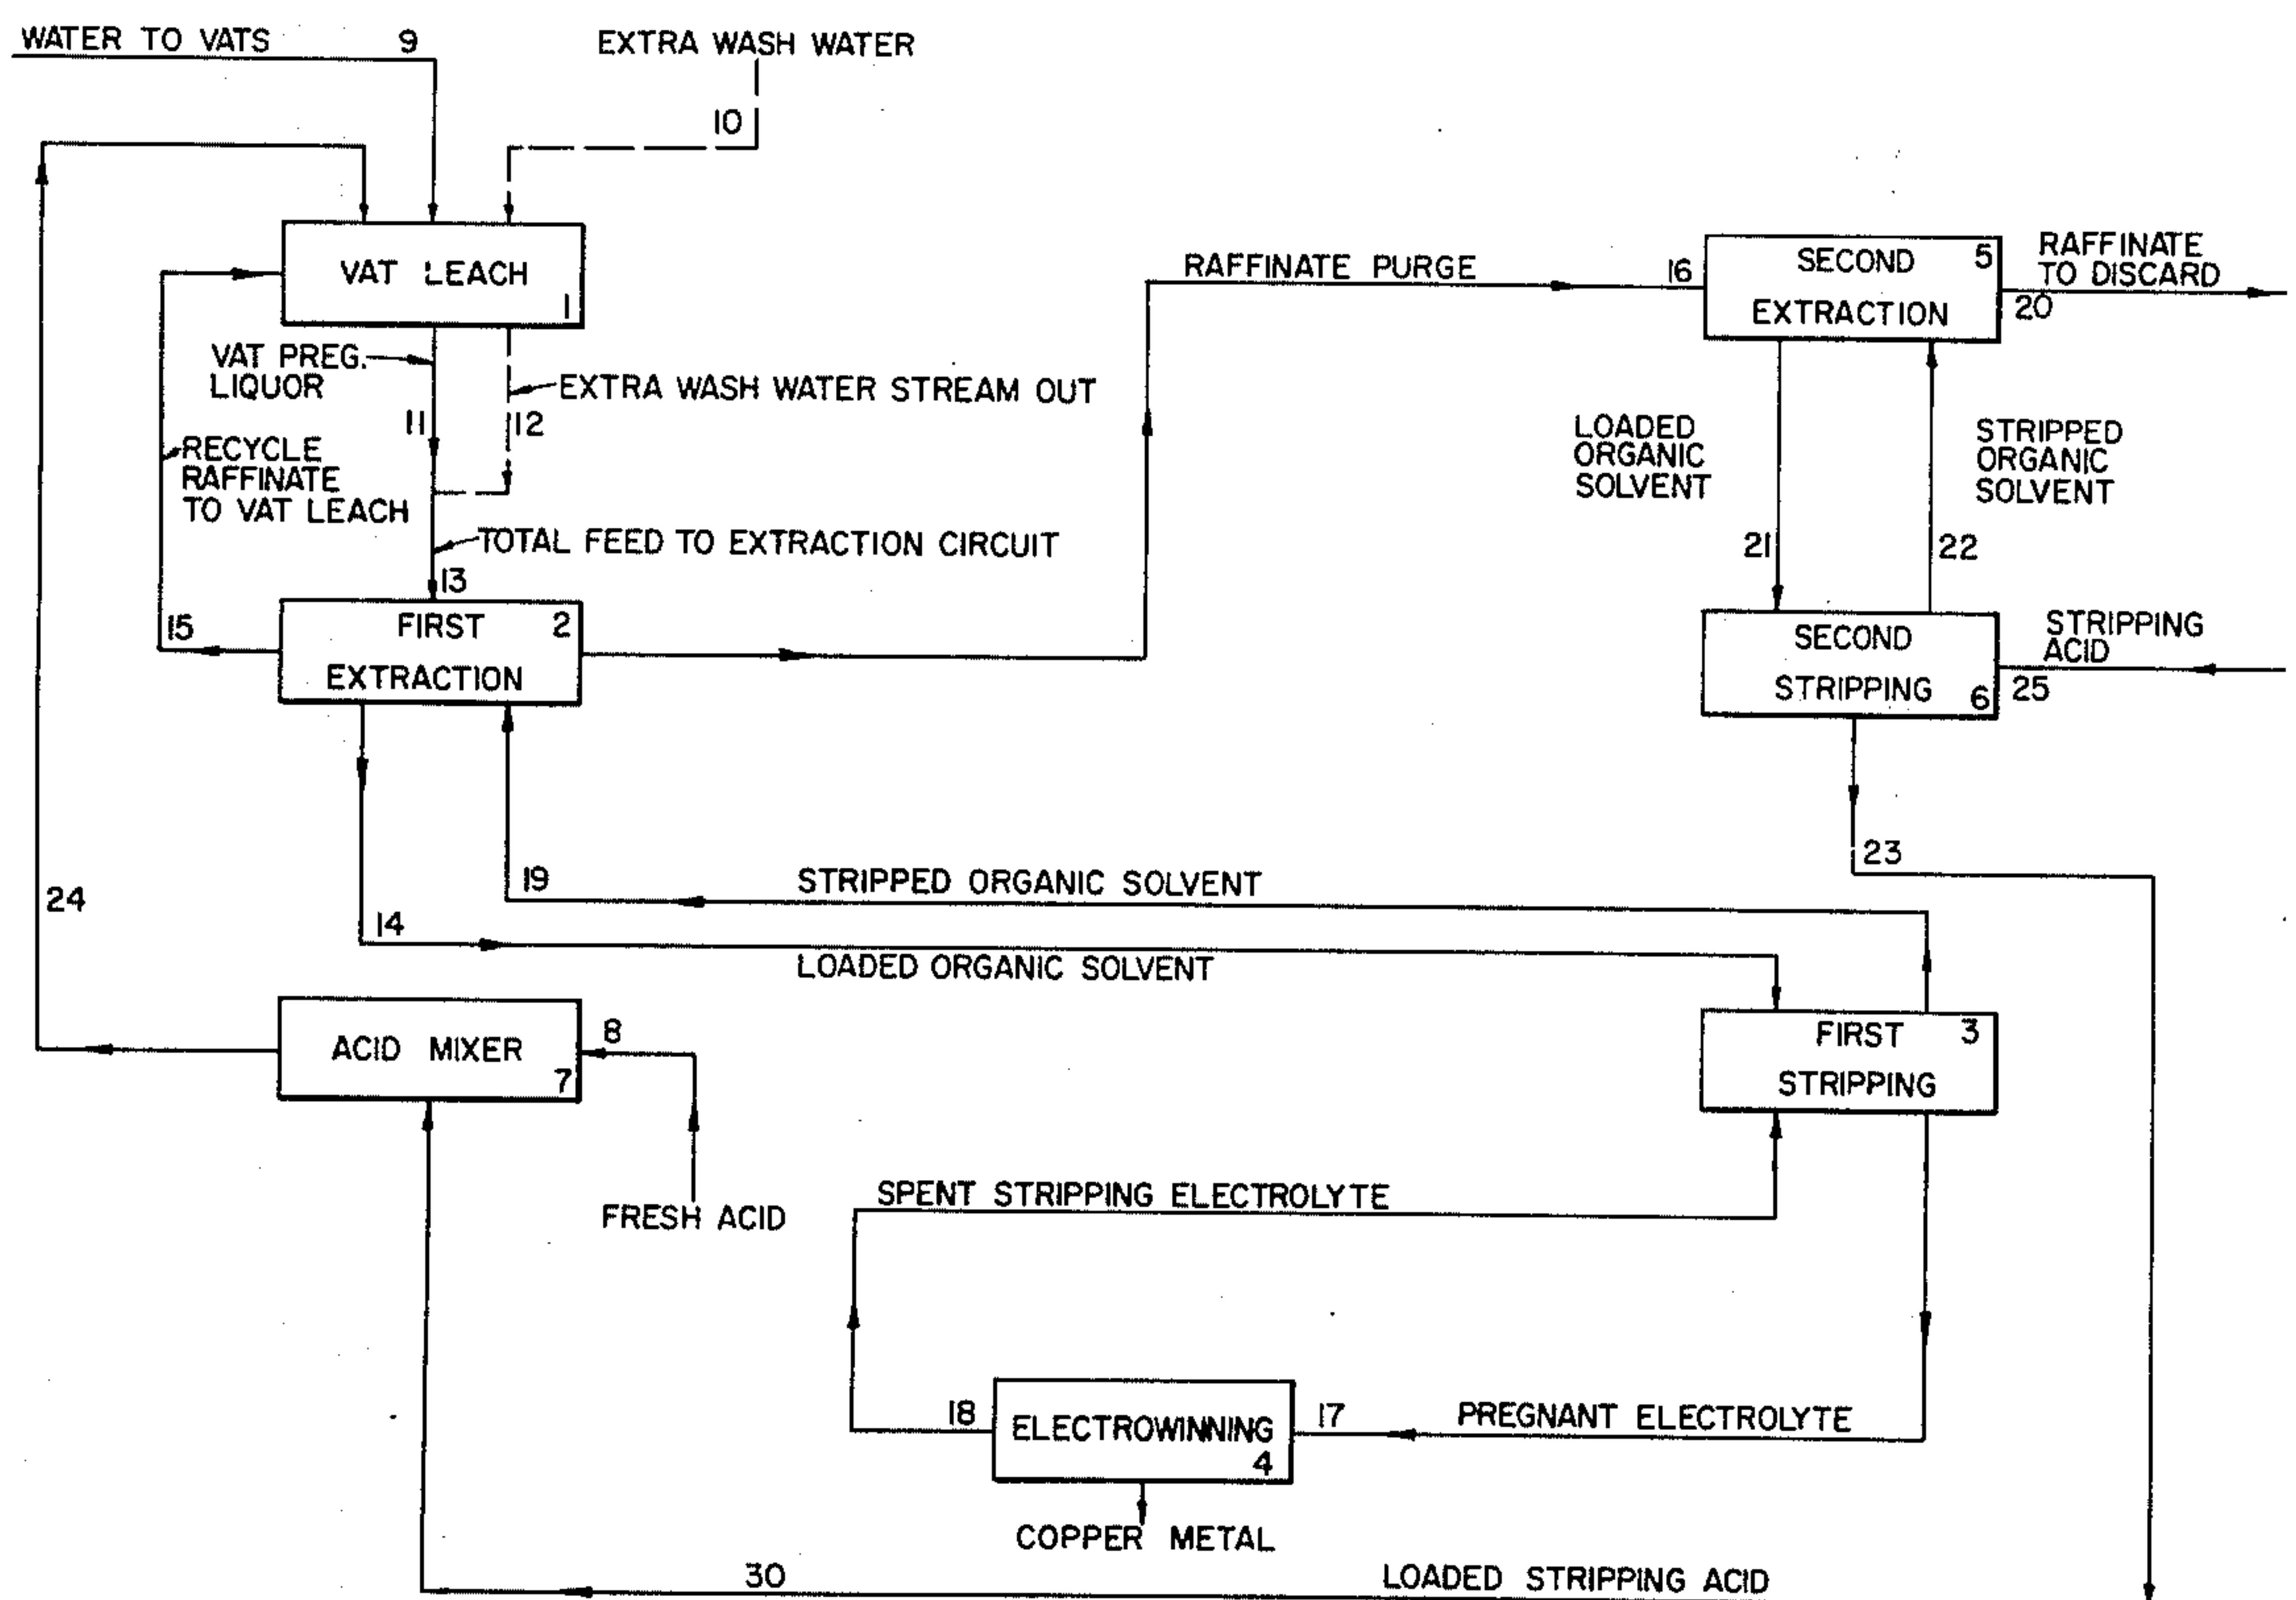 WATER TO VATS
9
EXTRA WASH WATER
10
VAT LEACH
1
RAFFINATE PURGE
16
SECOND
5
EXTRACTION
RAFFINATE
TO DISCARD
20
VAT PREG.
LIQUOR
EXTRA WASH WATER STREAM OUT
11
12
RECYCLE
RAFFINATE
TO VAT LEACH
TOTAL FEED TO EXTRACTION CIRCUIT
13
LOADED
ORGANIC
SOLVENT
STRIPPED
ORGANIC
SOLVENT
21
22
15
FIRST
2
EXTRACTION
SECOND
STRIPPING
6
STRIPPING
ACID
25
23
19
STRIPPED ORGANIC SOLVENT
24
14
LOADED ORGANIC SOLVENT
ACID MIXER
7
8
FRESH ACID
FIRST
3
STRIPPING
SPENT STRIPPING ELECTROLYTE
18
ELECTROWINNING
4
17
PREGNANT ELECTROLYTE
COPPER METAL
30
LOADED STRIPPING ACID